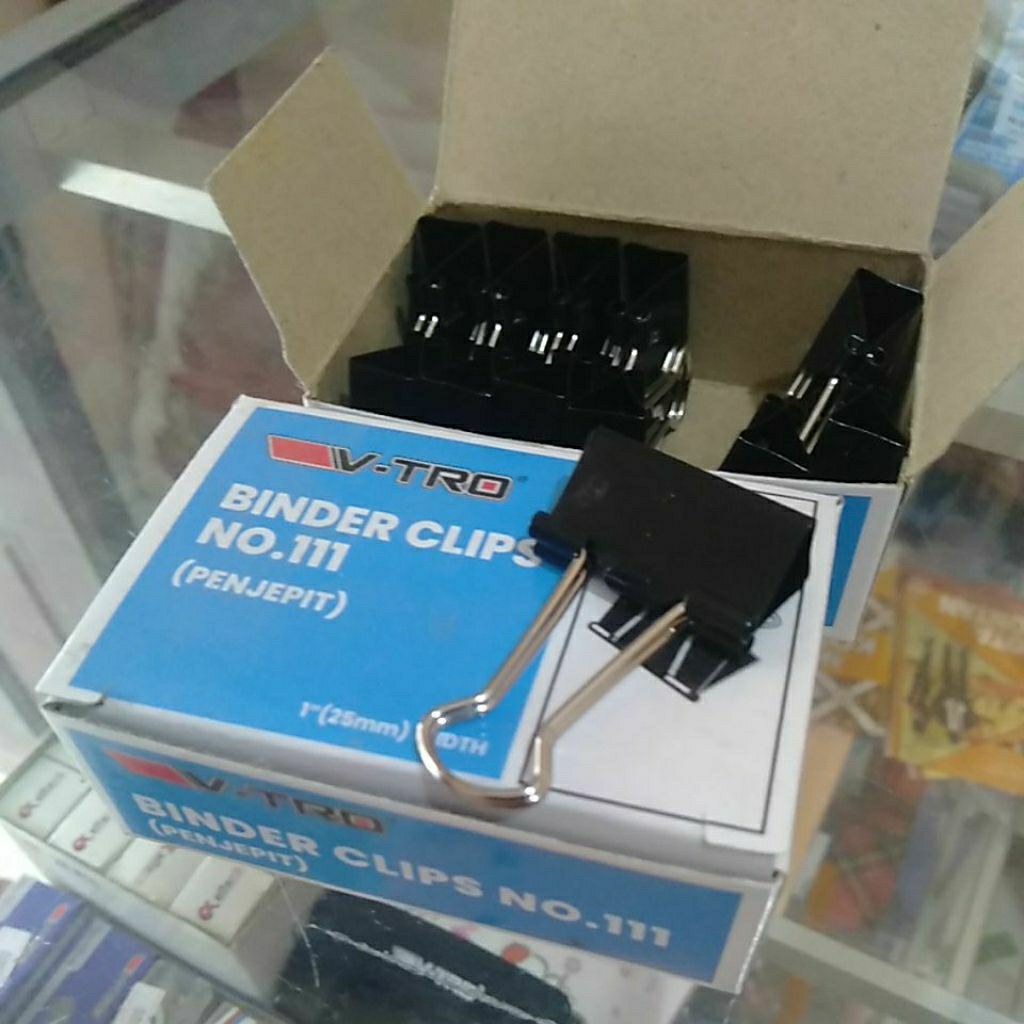 V-TRO
BINDER CLIPS
NO.111
(PENJEPIT)
1"(25mm)
V-TRO
BINDER CLIPS NO.111
(PENJEPIT)